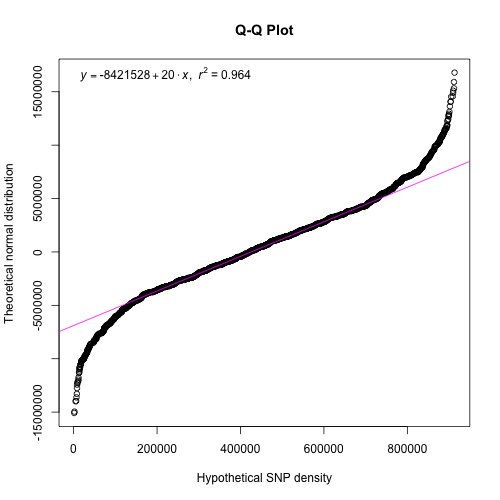 Q-Q Plot
y = -8421528 + 20 · x, r² = 0.964
Theoretical normal distribution
15000000
5000000
0
-5000000
-15000000
0 200000 400000 600000 800000
Hypothetical SNP density